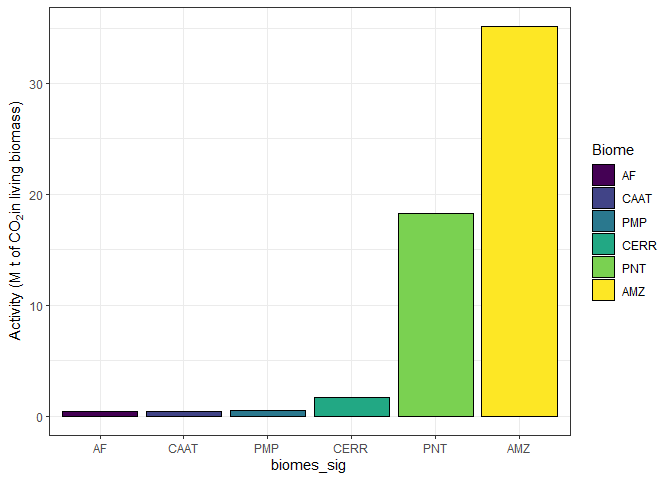 Activity (M t of CO₂in living biomass)
30
20
10
0
AF CAAT PMP CERR PNT AMZ
biomes_sig
Biome
AF
CAAT
PMP
CERR
PNT
AMZ